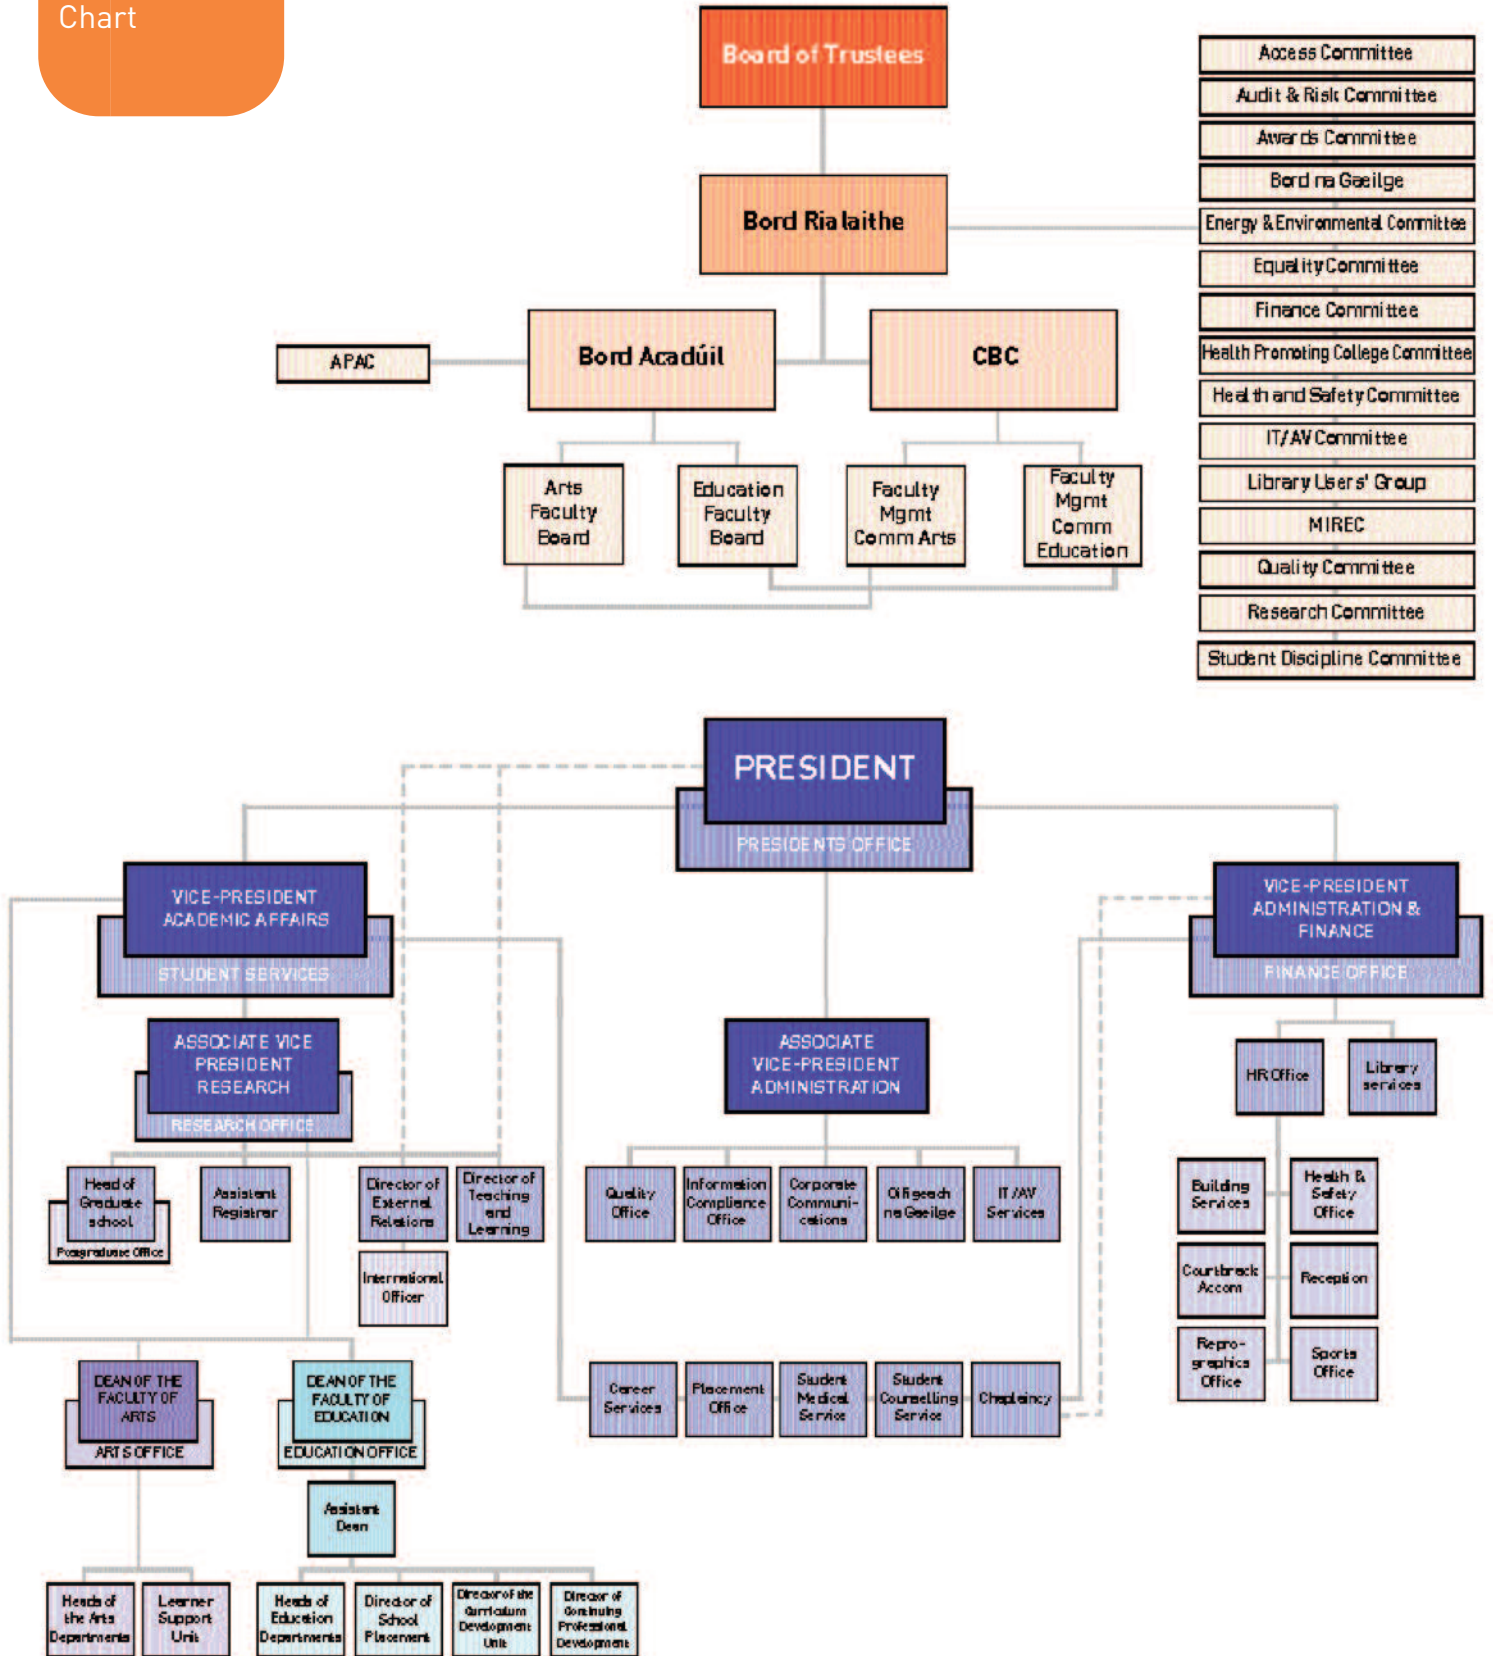 Chart
Board of Trustees
Bord Rialaithe
Access Committee
Audit & Risk Committee
Awards Committee
Bord na Gaeilge
Energy & Environmental Committee
Equality Committee
Finance Committee
Health Promoting College Committee
Health and Safety Committee
IT/AV Committee
Library Users' Group
MIREC
Quality Committee
Research Committee
Student Discipline Committee
APAC
Bord Acadúil
CBC
Arts
Faculty
Board
Education
Faculty
Board
Faculty
Mgmt
Comm Arts
Faculty
Mgmt
Comm
Education
PRESIDENT
PRESIDENTS OFFICE
VICE-PRESIDENT
ACADEMIC AFFAIRS
STUDENT SERVICES
VICE-PRESIDENT
ADMINISTRATION &
FINANCE
FINANCE OFFICE
ASSOCIATE VICE
PRESIDENT
RESEARCH
RESEARCH OFFICE
ASSOCIATE
VICE-PRESIDENT
ADMINISTRATION
HR Office
Library
services
Head of
Graduate
school
Postgraduate Office
Assistant
Registrar
Director of
External
Relations
Director of
Teaching
and
Learning
International
Officer
Quality
Office
Information
Compliance
Office
Corporate
Communi-
cations
Oifigeach
na Gaeilge
IT/AV
Services
Building
Services
Health &
Safety
Office
Courtbrack
Accom
Reception
Repro-
graphics
Office
Sports
Office
Career
Services
Placement
Office
Student
Medical
Service
Student
Counselling
Service
Chaplaincy
DEAN OF THE
FACULTY OF
ARTS
ARTS OFFICE
DEAN OF THE
FACULTY OF
EDUCATION
EDUCATION OFFICE
Assistant
Dean
Heads of
the Arts
Departments
Learner
Support
Unit
Heads of
Education
Departments
Director of
School
Placement
Director of the
Curriculum
Development
Unit
Director of
Continuing
Professional
Development